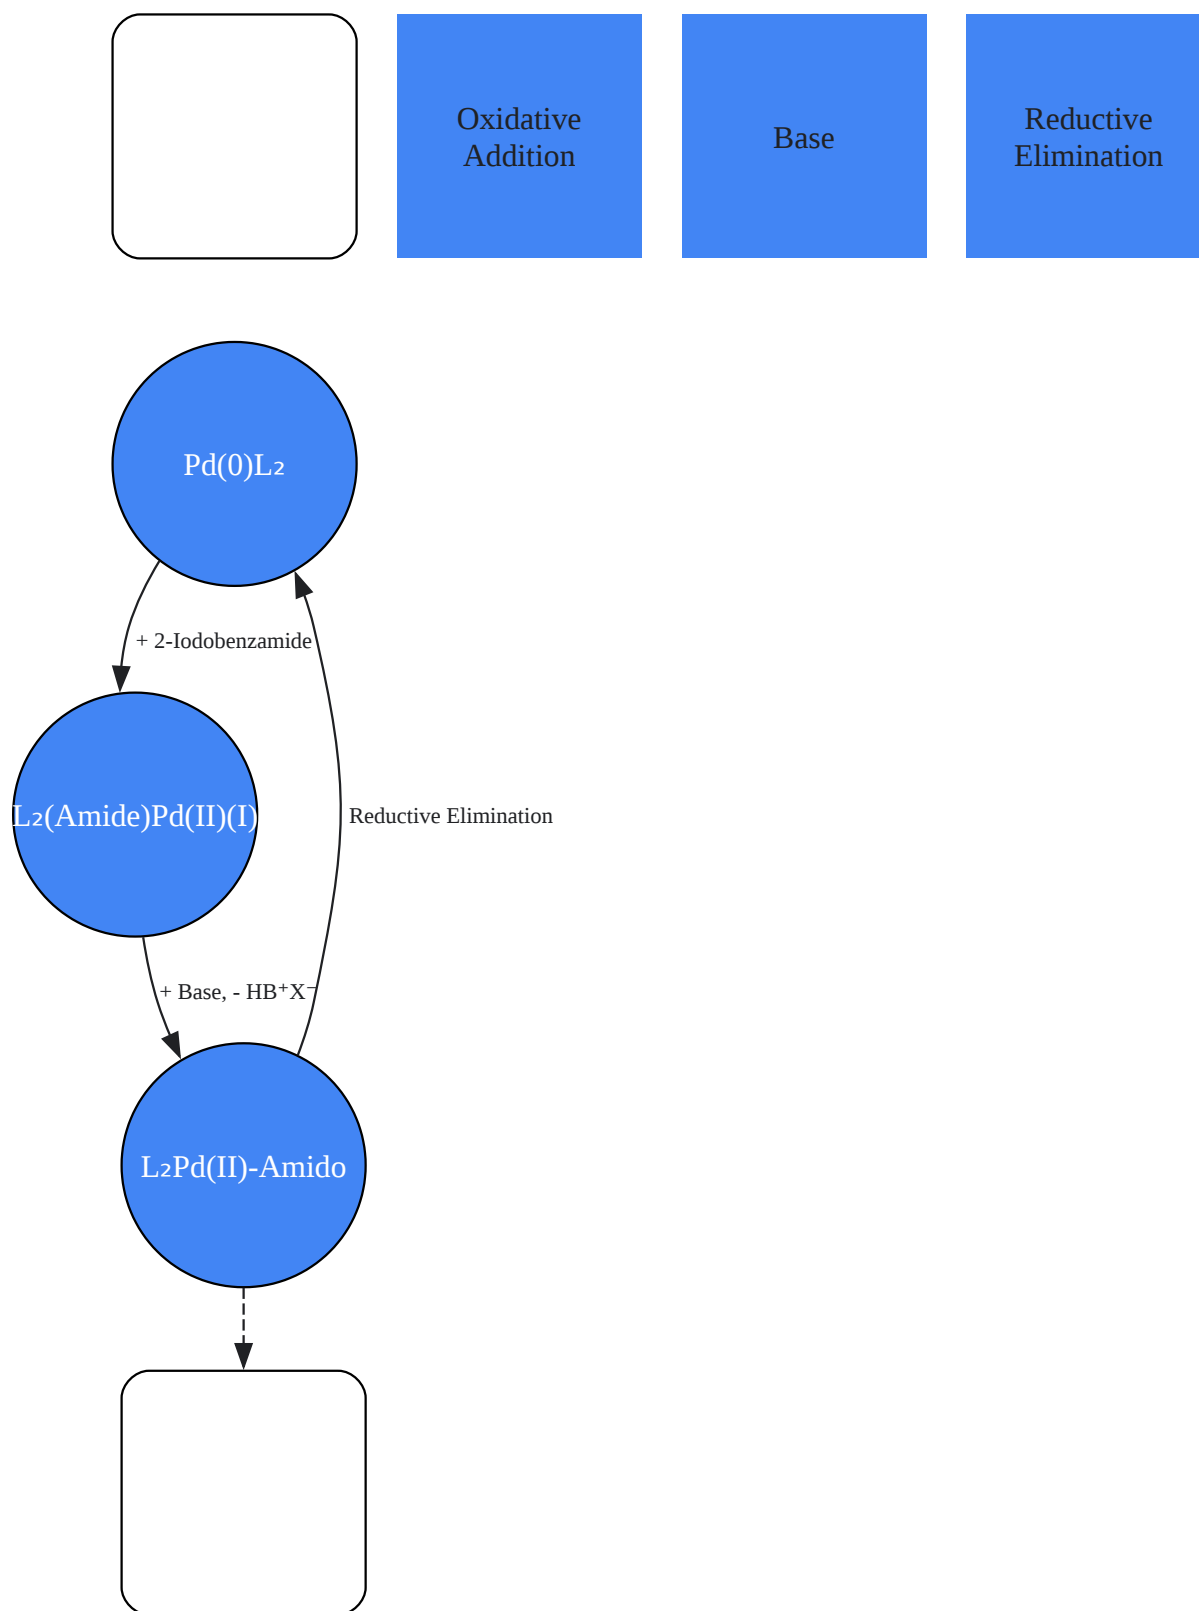 Oxidative
Addition
Base
Reductive
Elimination
Pd(0)L₂
+ 2-Iodobenzamide
L₂(Amide)Pd(II)(I)
Reductive Elimination
+ Base, - HB⁺X⁻
L₂Pd(II)-Amido